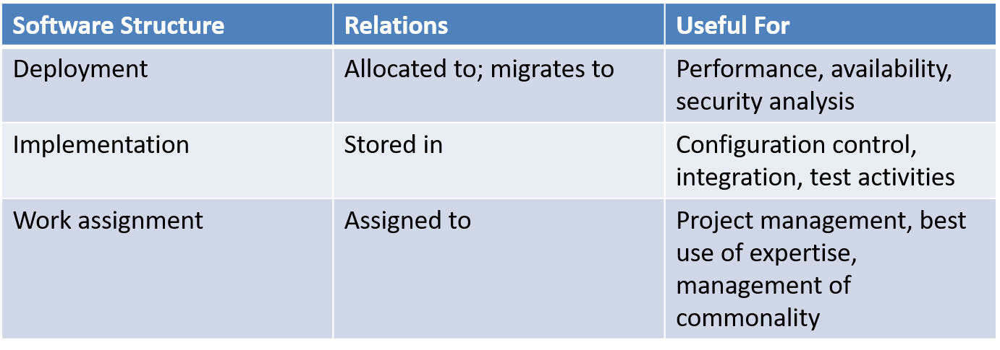 Software Structure
Relations
Useful For
Deployment
Allocated to; migrates to
Performance, availability,
security analysis
Implementation
Stored in
Configuration control,
integration, test activities
Work assignment
Assigned to
Project management, best
use of expertise,
management of
commonality